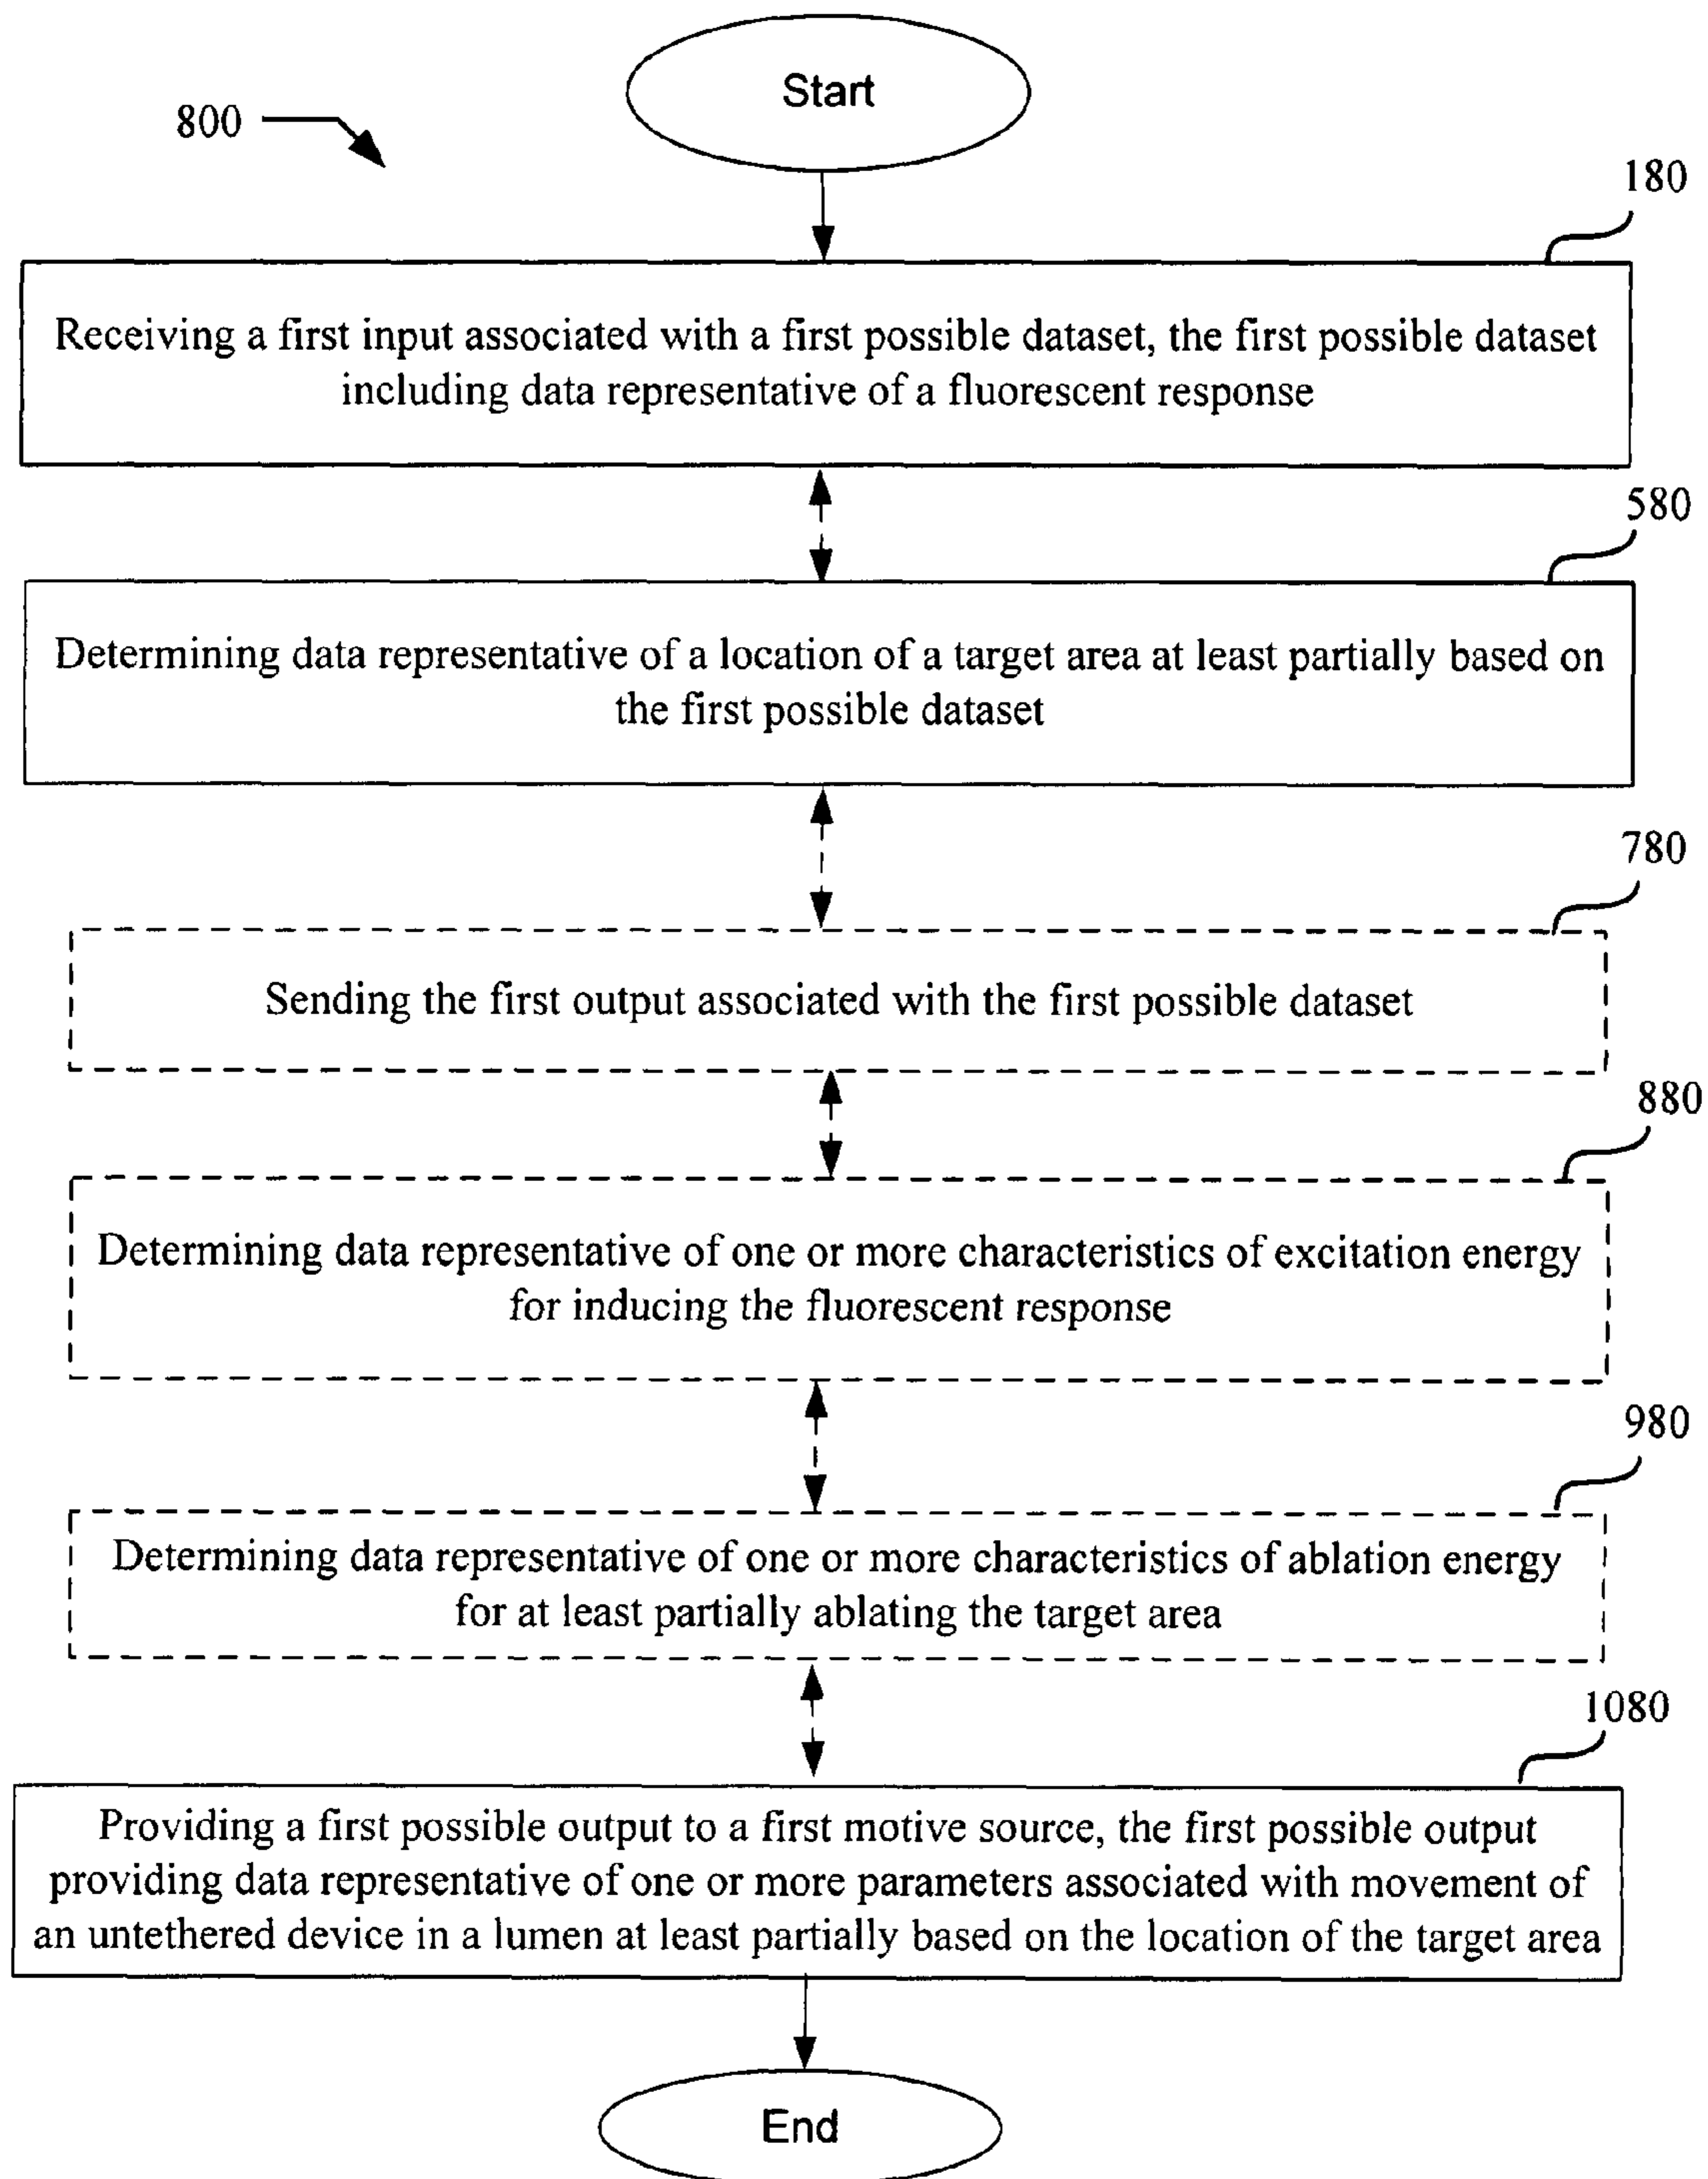 Start
800
180
Receiving a first input associated with a first possible dataset, the first possible dataset
including data representative of a fluorescent response
580
Determining data representative of a location of a target area at least partially based on
the first possible dataset
780
Sending the first output associated with the first possible dataset
880
Determining data representative of one or more characteristics of excitation energy
for inducing the fluorescent response
980
Determining data representative of one or more characteristics of ablation energy
for at least partially ablating the target area
1080
Providing a first possible output to a first motive source, the first possible output
providing data representative of one or more parameters associated with movement of
an untethered device in a lumen at least partially based on the location of the target area
End